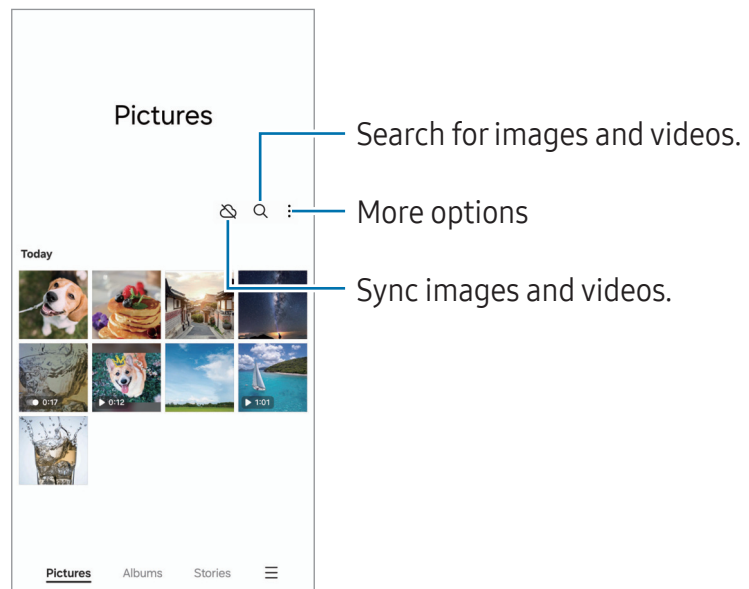 Pictures
Search for images and videos.
More options
Sync images and videos.
Today
0:17
0:12
1:01
Pictures Albums Stories